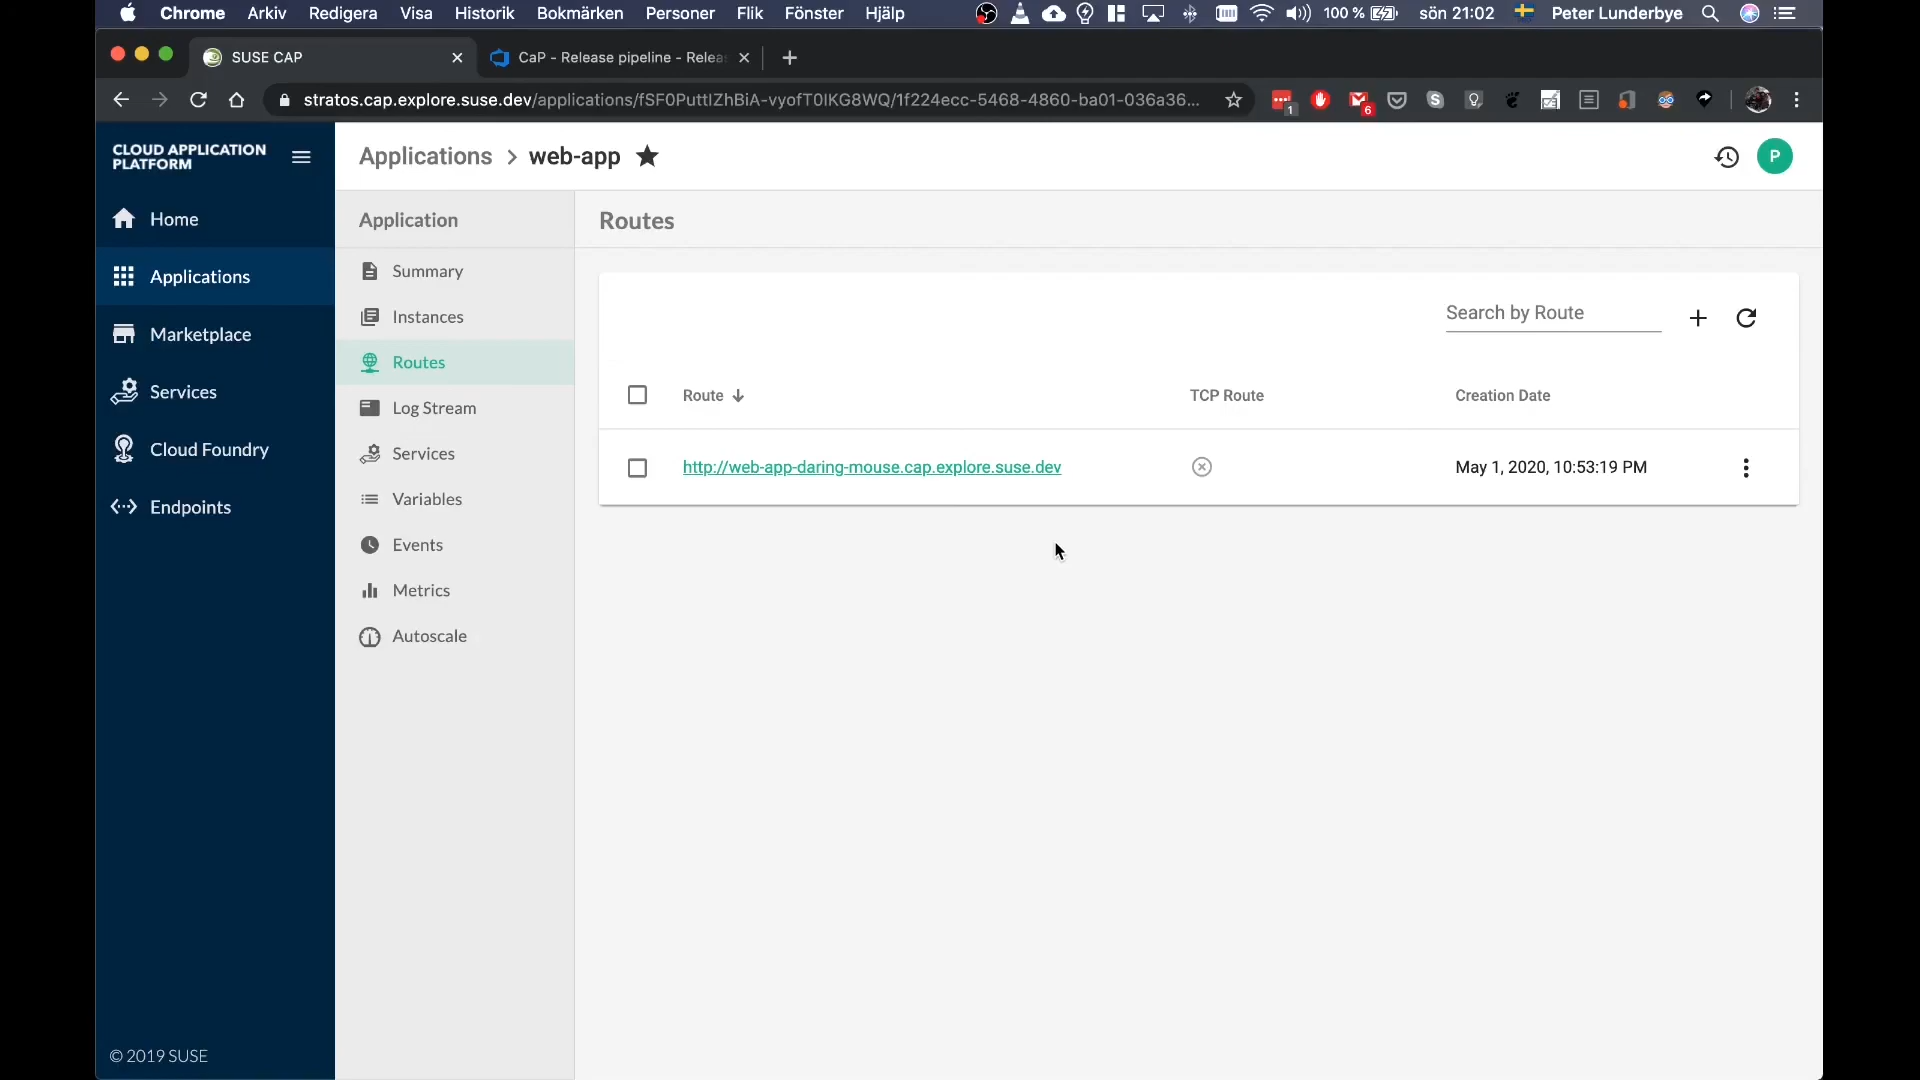 Chrome Arkiv Redigera Visa Historik Bokmärken Personer Flik Fönster Hjälp 100 % sön 21:02 Peter Lunderbye
SUSE CAP
CaP - Release pipeline - Relea
stratos.cap.explore.suse.dev/applications/fSF0PuttIZhBiA-vyofT0IKG8WQ/1f224ecc-5468-4860-ba01-036a36...
1
6
CLOUD APPLICATION
PLATFORM
Home
Applications
Marketplace
Services
Cloud Foundry
Endpoints
© 2019 SUSE
Applications > web-app
P
Application
Summary
Instances
Routes
Log Stream
Services
Variables
Events
Metrics
Autoscale
Routes
Search by Route
Route TCP Route Creation Date
http://web-app-daring-mouse.cap.explore.suse.dev May 1, 2020, 10:53:19 PM